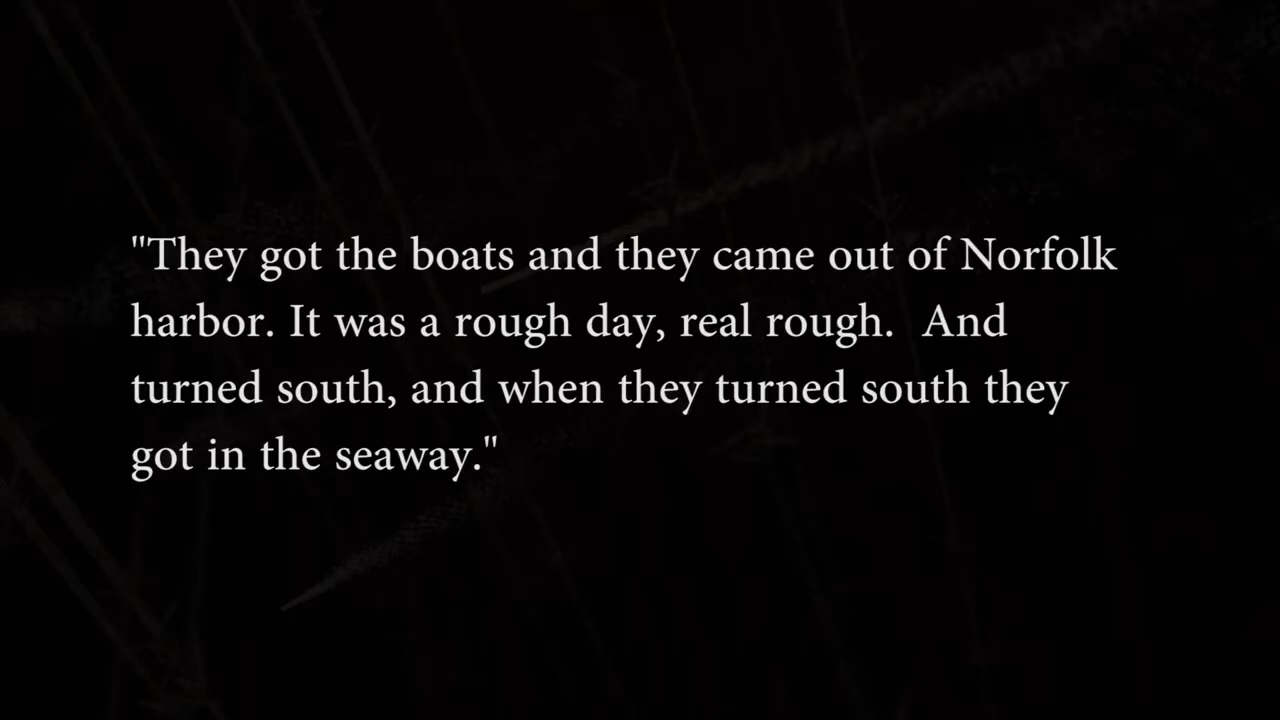 "They got the boats and they came out of Norfolk
harbor. It was a rough day, real rough.  And
turned south, and when they turned south they
got in the seaway."